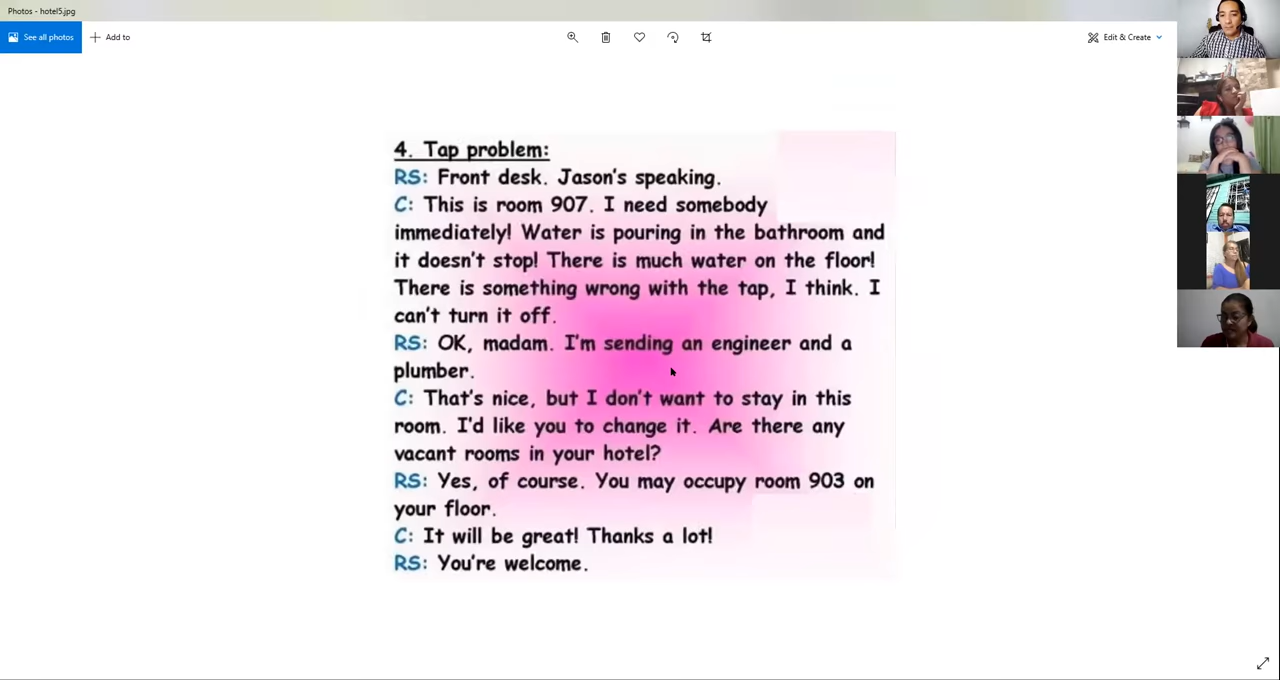 Photos - hotel5.jpg
See all photos
Add to
Edit & Create
4. Tap problem:
RS: Front desk. Jason's speaking.
C: This is room 907. I need somebody
immediately! Water is pouring in the bathroom and
it doesn't stop! There is much water on the floor!
There is something wrong with the tap, I think. I
can't turn it off.
RS: OK, madam. I'm sending an engineer and a
plumber.
C: That's nice, but I don't want to stay in this
room. I'd like you to change it. Are there any
vacant rooms in your hotel?
RS: Yes, of course. You may occupy room 903 on
your floor.
C: It will be great! Thanks a lot!
RS: You're welcome.